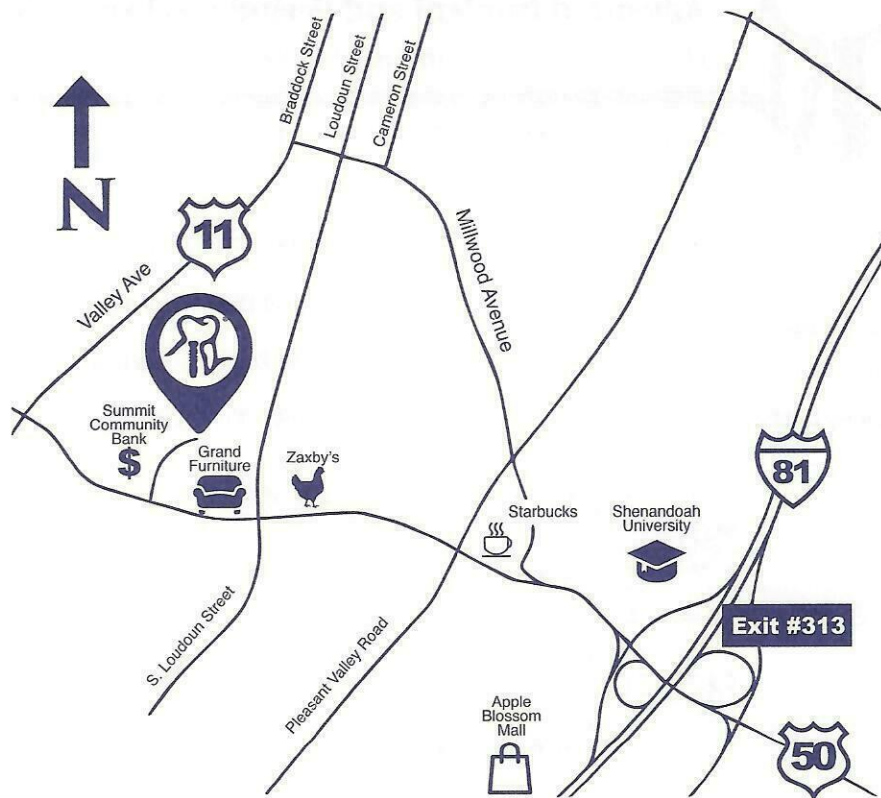 Braddock Street
Loudoun Street
Cameron Street
N
11
Valley Ave
Millwood Avenue
Summit
Community
Bank
$
Grand
Furniture
Zaxby's
81
Starbucks
Shenandoah
University
Exit #313
S. Loudoun Street
Pleasant Valley Road
Apple
Blossom
Mall
50